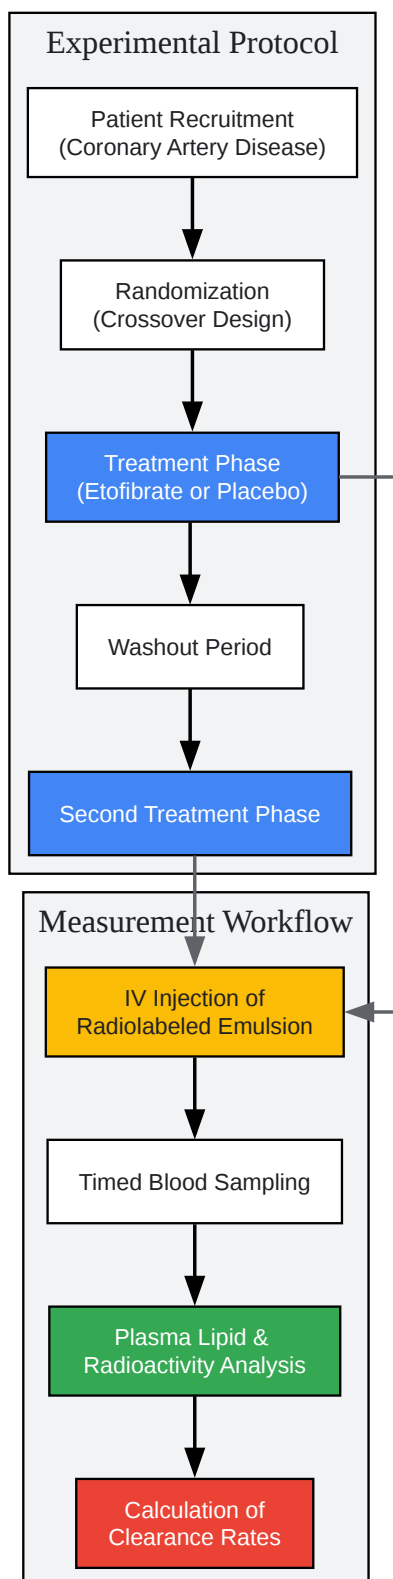 Experimental Protocol
Patient Recruitment
(Coronary Artery Disease)
Randomization
(Crossover Design)
Treatment Phase
(Etofibrate or Placebo)
Washout Period
Second Treatment Phase
Measurement Workflow
IV Injection of
Radiolabeled Emulsion
Timed Blood Sampling
Plasma Lipid &
Radioactivity Analysis
Calculation of
Clearance Rates